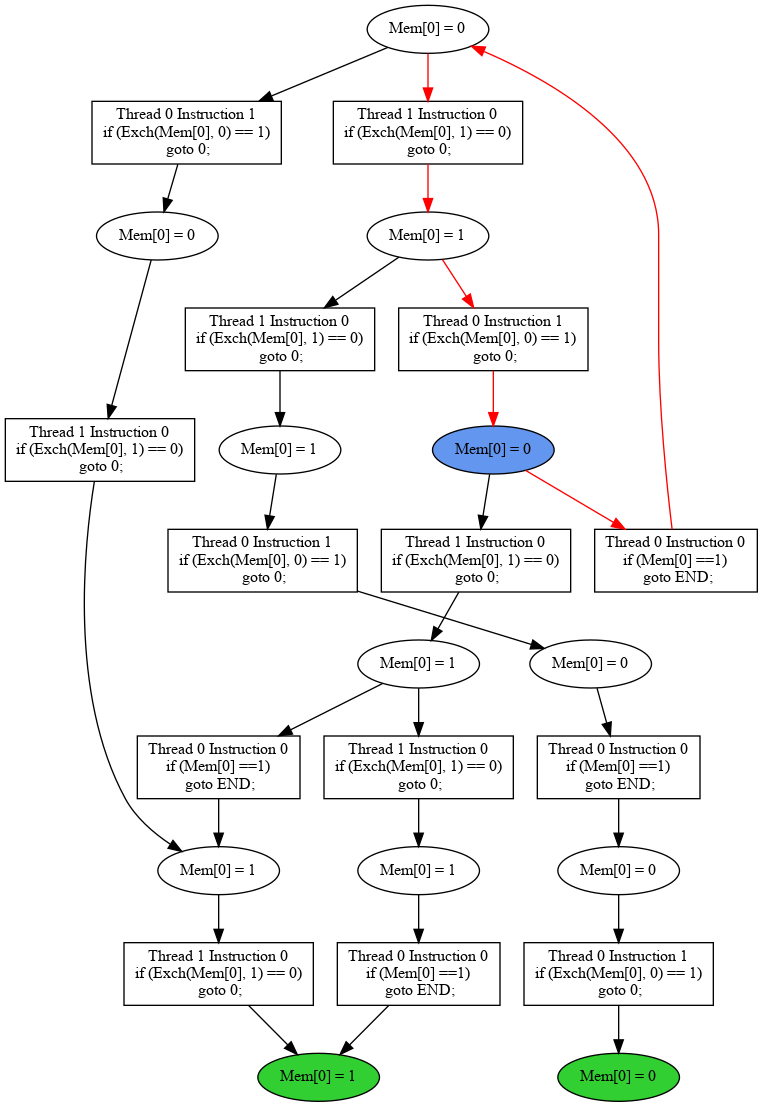 Mem[0] = 0
Thread 0 Instruction 1
if (Exch(Mem[0], 0) == 1)
goto 0;
Thread 1 Instruction 0
if (Exch(Mem[0], 1) == 0)
goto 0;
Mem[0] = 0
Mem[0] = 1
Thread 1 Instruction 0
if (Exch(Mem[0], 1) == 0)
goto 0;
Thread 0 Instruction 1
if (Exch(Mem[0], 0) == 1)
goto 0;
Thread 1 Instruction 0
if (Exch(Mem[0], 1) == 0)
goto 0;
Mem[0] = 1
Mem[0] = 0
Thread 0 Instruction 1
if (Exch(Mem[0], 0) == 1)
goto 0;
Thread 1 Instruction 0
if (Exch(Mem[0], 1) == 0)
goto 0;
Thread 0 Instruction 0
if (Mem[0] ==1)
goto END;
Mem[0] = 1
Mem[0] = 0
Thread 0 Instruction 0
if (Mem[0] ==1)
goto END;
Thread 1 Instruction 0
if (Exch(Mem[0], 1) == 0)
goto 0;
Thread 0 Instruction 0
if (Mem[0] ==1)
goto END;
Mem[0] = 1
Mem[0] = 1
Mem[0] = 0
Thread 1 Instruction 0
if (Exch(Mem[0], 1) == 0)
goto 0;
Thread 0 Instruction 0
if (Mem[0] ==1)
goto END;
Thread 0 Instruction 1
if (Exch(Mem[0], 0) == 1)
goto 0;
Mem[0] = 1
Mem[0] = 0